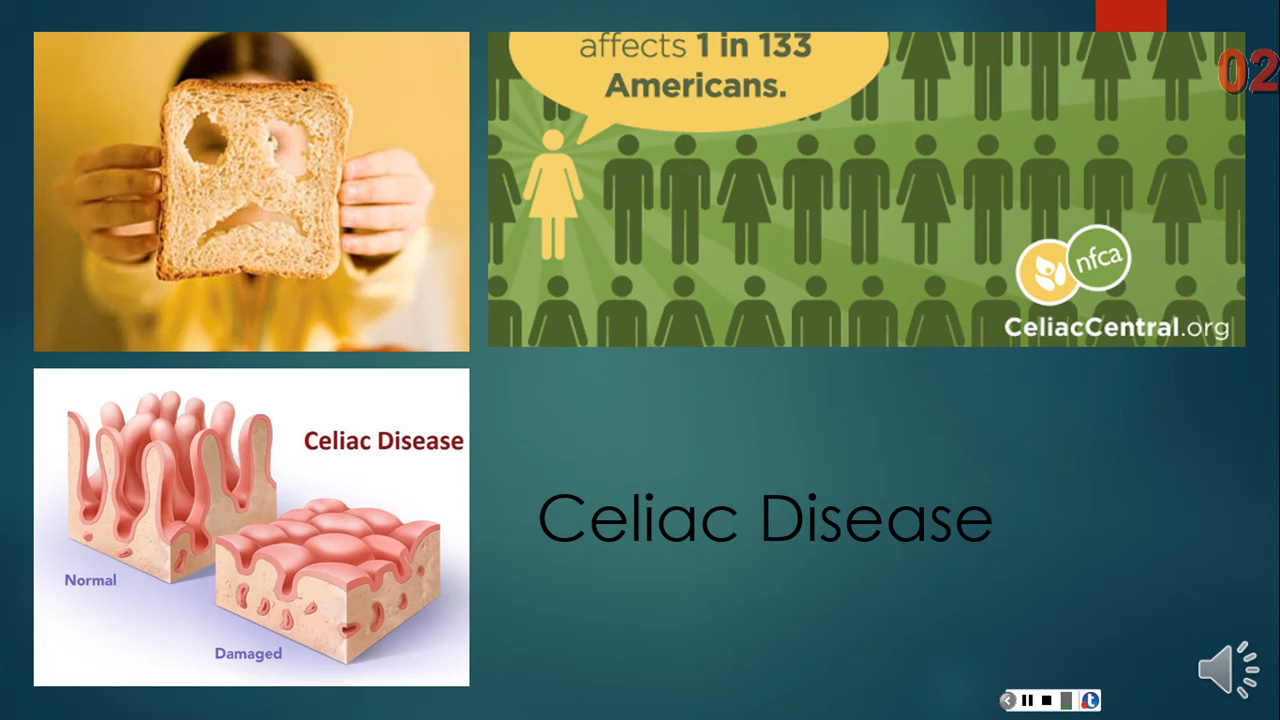 affects 1 in 133
Americans.
02
nfca
CeliacCentral.org
Celiac Disease
Normal
Damaged
Celiac Disease